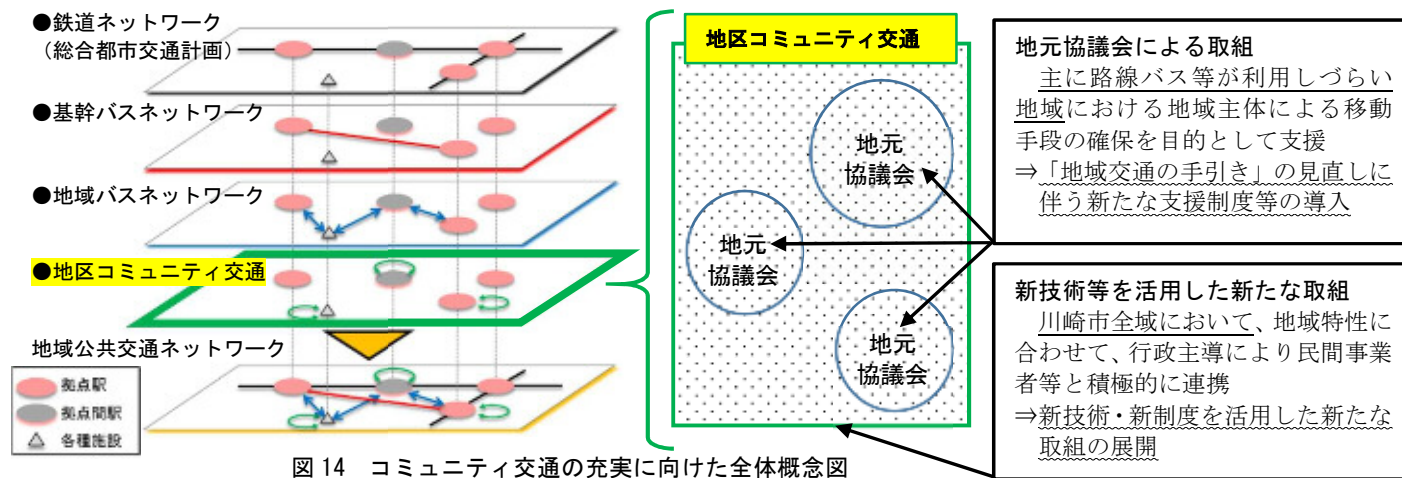 ●鉄道ネットワーク
（総合都市交通計画）
●基幹バスネットワーク
●地域バスネットワーク
●地区コミュニティ交通
地域公共交通ネットワーク
拠点駅
拠点間駅
各種施設
地区コミュニティ交通
地元
協議会
地元
協議会
地元
協議会
地元協議会による取組
主に路線バス等が利用しづらい
地域における地域主体による移動
手段の確保を目的として支援
⇒「地域交通の手引き」の見直しに
伴う新たな支援制度等の導入
新技術等を活用した新たな取組
川崎市全域において、地域特性に
合わせて、行政主導により民間事業
者等と積極的に連携
⇒新技術・新制度を活用した新たな
取組の展開
図 14　コミュニティ交通の充実に向けた全体概念図